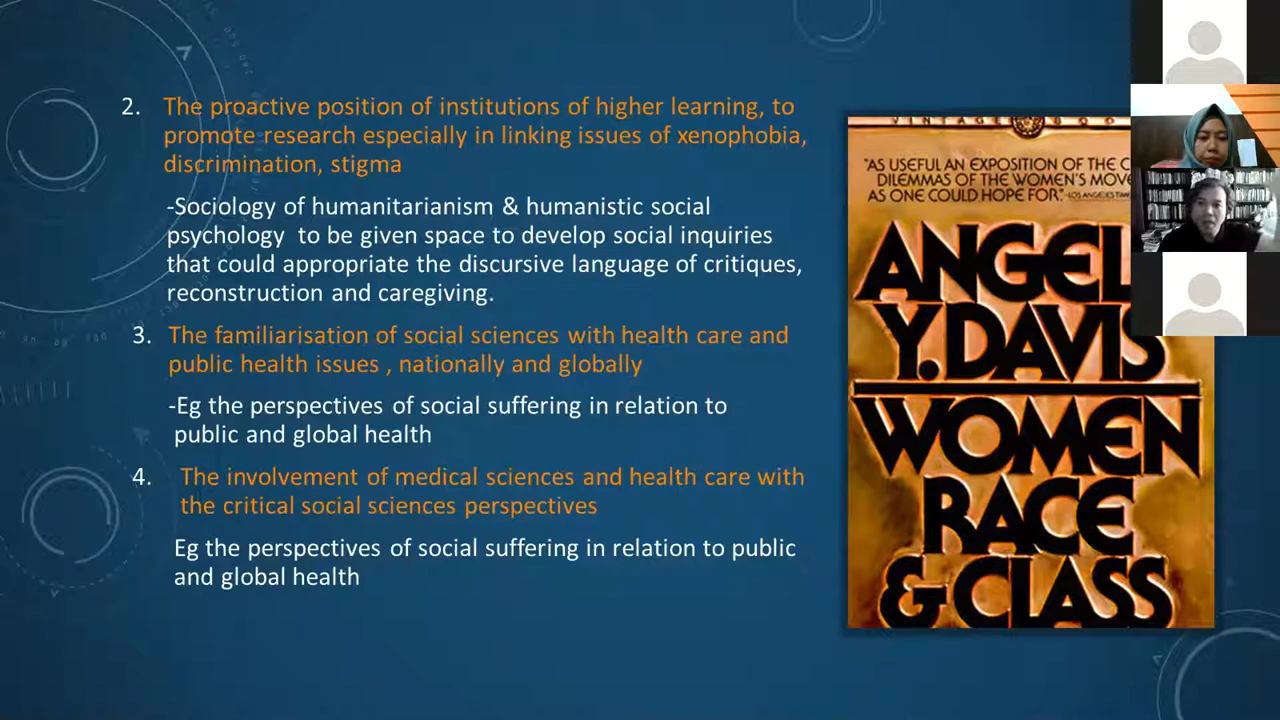 2. The proactive position of institutions of higher learning, to
promote research especially in linking issues of xenophobia,
discrimination, stigma
-Sociology of humanitarianism & humanistic social
psychology to be given space to develop social inquiries
that could appropriate the discursive language of critiques,
reconstruction and caregiving.
3. The familiarisation of social sciences with health care and
public health issues , nationally and globally
-Eg the perspectives of social suffering in relation to
public and global health
4. The involvement of medical sciences and health care with
the critical social sciences perspectives
Eg the perspectives of social suffering in relation to public
and global health
VINTAGE BOO
"AS USEFUL AN EXPOSITION OF THE C
DILEMMAS OF THE WOMEN'S MOVE
AS ONE COULD HOPE FOR." -LOS ANGELES TIM
ANGEL
Y. DAVIS
WOMEN
RACE
& CLASS